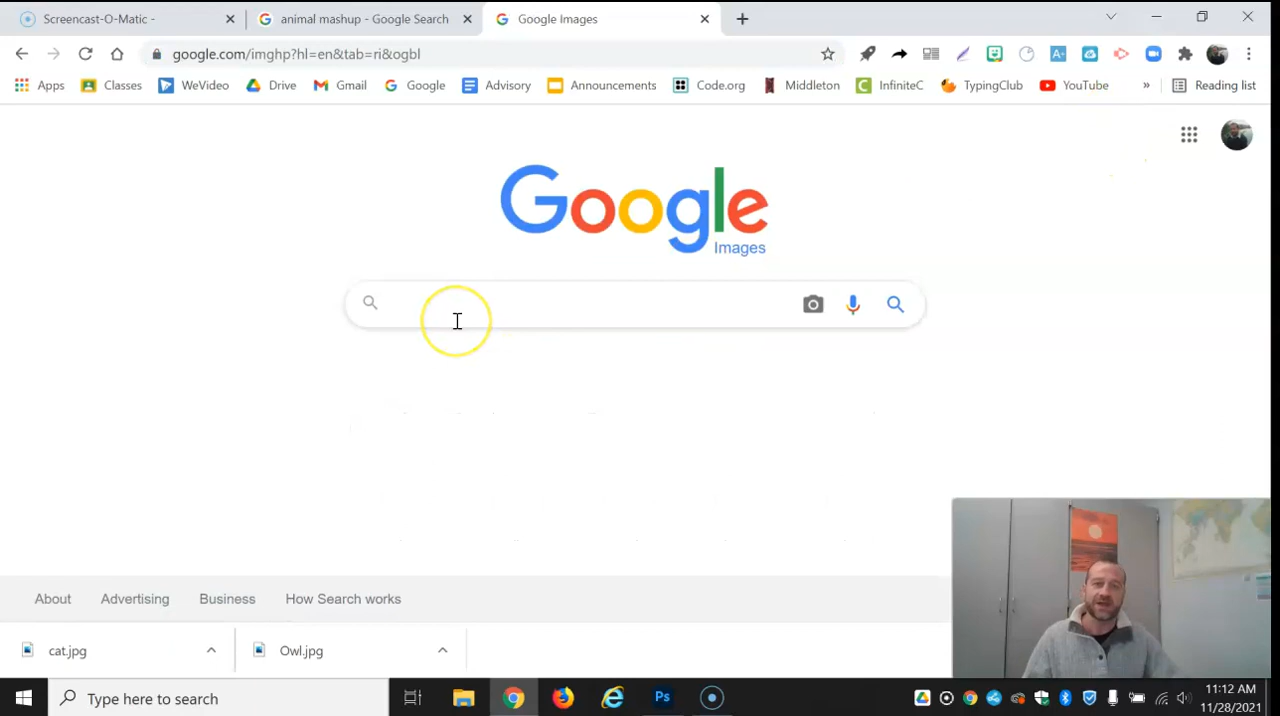 Screencast-O-Matic -
animal mashup - Google Search
Google Images
google.com/imghp?hl=en&tab=ri&ogbl
Apps
Classes
WeVideo
Drive
Gmail
Google
Advisory
Announcements
Code.org
Middleton
InfiniteC
TypingClub
YouTube
»
Reading list
Google
Images
About
Advertising
Business
How Search works
cat.jpg
Owl.jpg
Type here to search
Ps
11:12 AM
11/28/2021